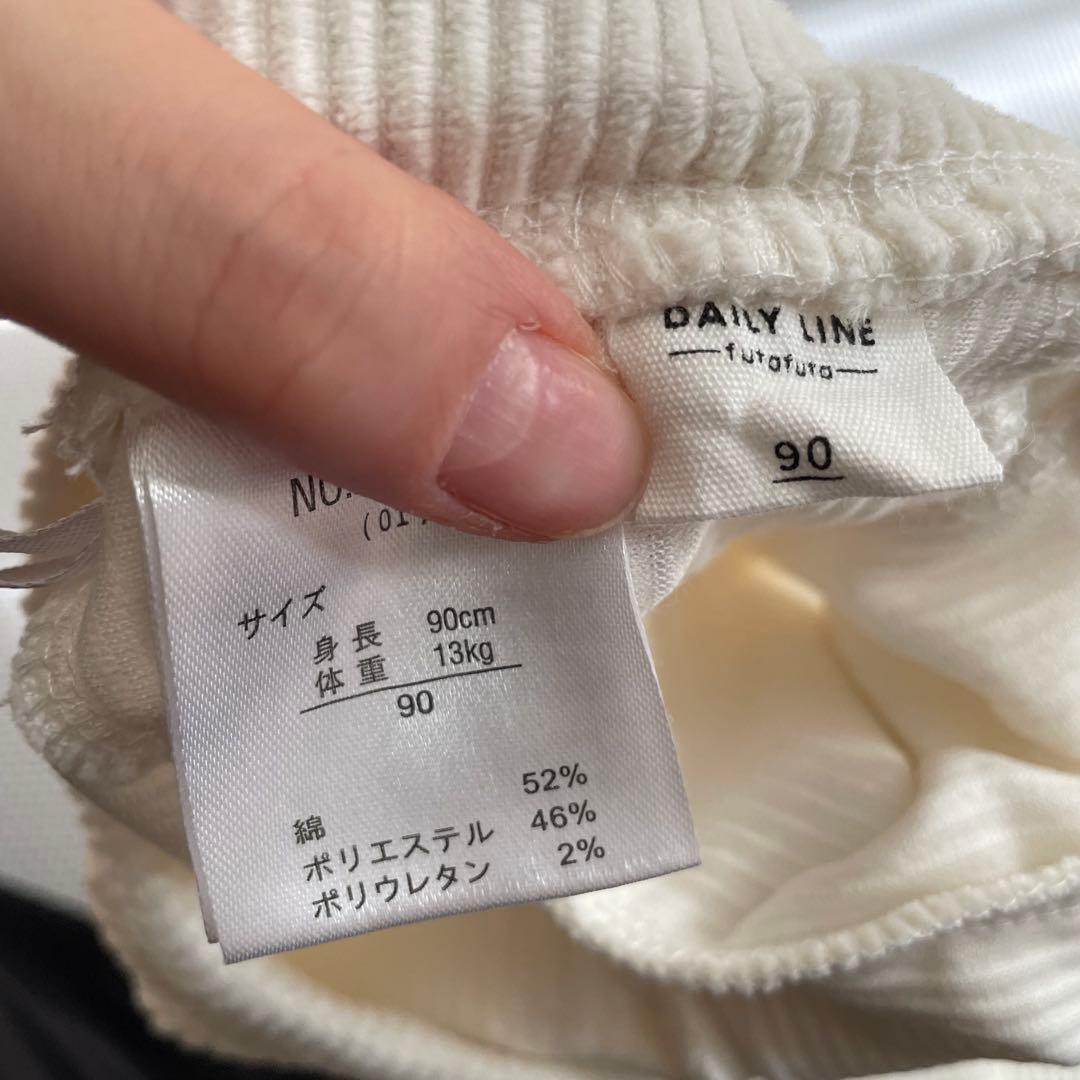 DAILY LINE
futafuta
90
NO.
(01
サイズ
身長 90cm
体重 13kg
90
綿 52%
ポリエステル 46%
ポリウレタン 2%